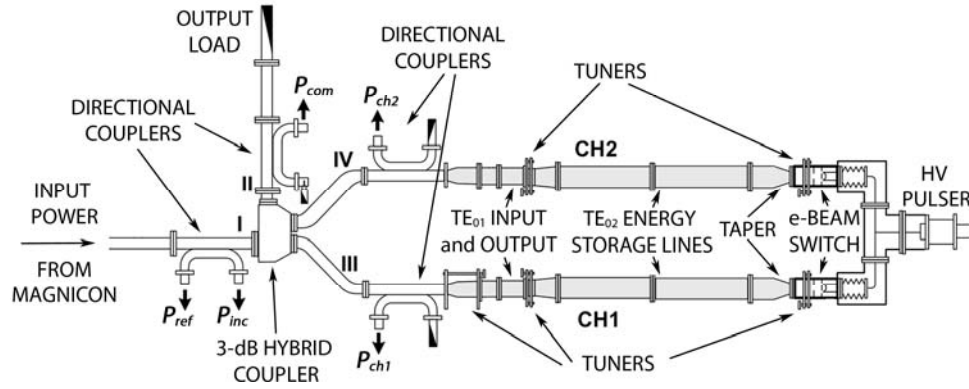 OUTPUT
LOAD
DIRECTIONAL
COUPLERS
TUNERS
P_com
P_ch2
DIRECTIONAL
COUPLERS
IV
CH2
HV
PULSER
II
INPUT
POWER
I
TE₀₁ INPUT
and OUTPUT
TE₀₂ ENERGY
STORAGE LINES
TAPER
e-BEAM
SWITCH
FROM
MAGNICON
III
P_ref
P_inc
P_ch1
CH1
3-dB HYBRID
COUPLER
TUNERS